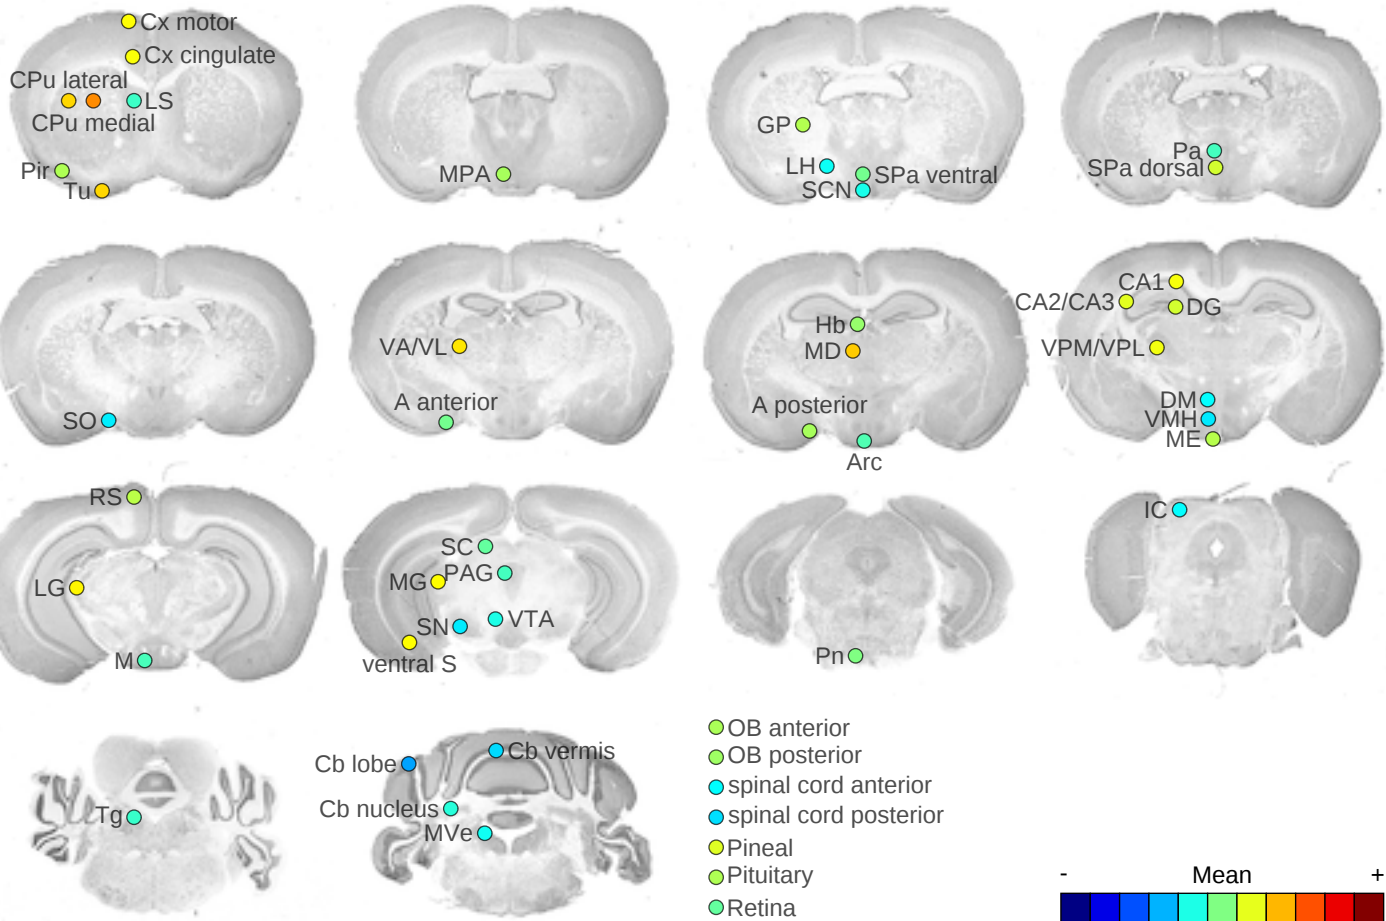 Cx motor
Cx cingulate
CPu lateral
LS
CPu medial
Pir
Tu
MPA
GP
LH
SPa ventral
SCN
Pa
SPa dorsal
SO
VA/VL
A anterior
Hb
MD
A posterior
Arc
CA1
CA2/CA3
DG
VPM/VPL
DM
VMH
ME
RS
LG
M
SC
PAG
MG
SN
VTA
ventral S
Pn
IC
Tg
Cb lobe
Cb vermis
Cb nucleus
MVe
OB anterior
OB posterior
spinal cord anterior
spinal cord posterior
Pineal
Pituitary
Retina
- Mean +